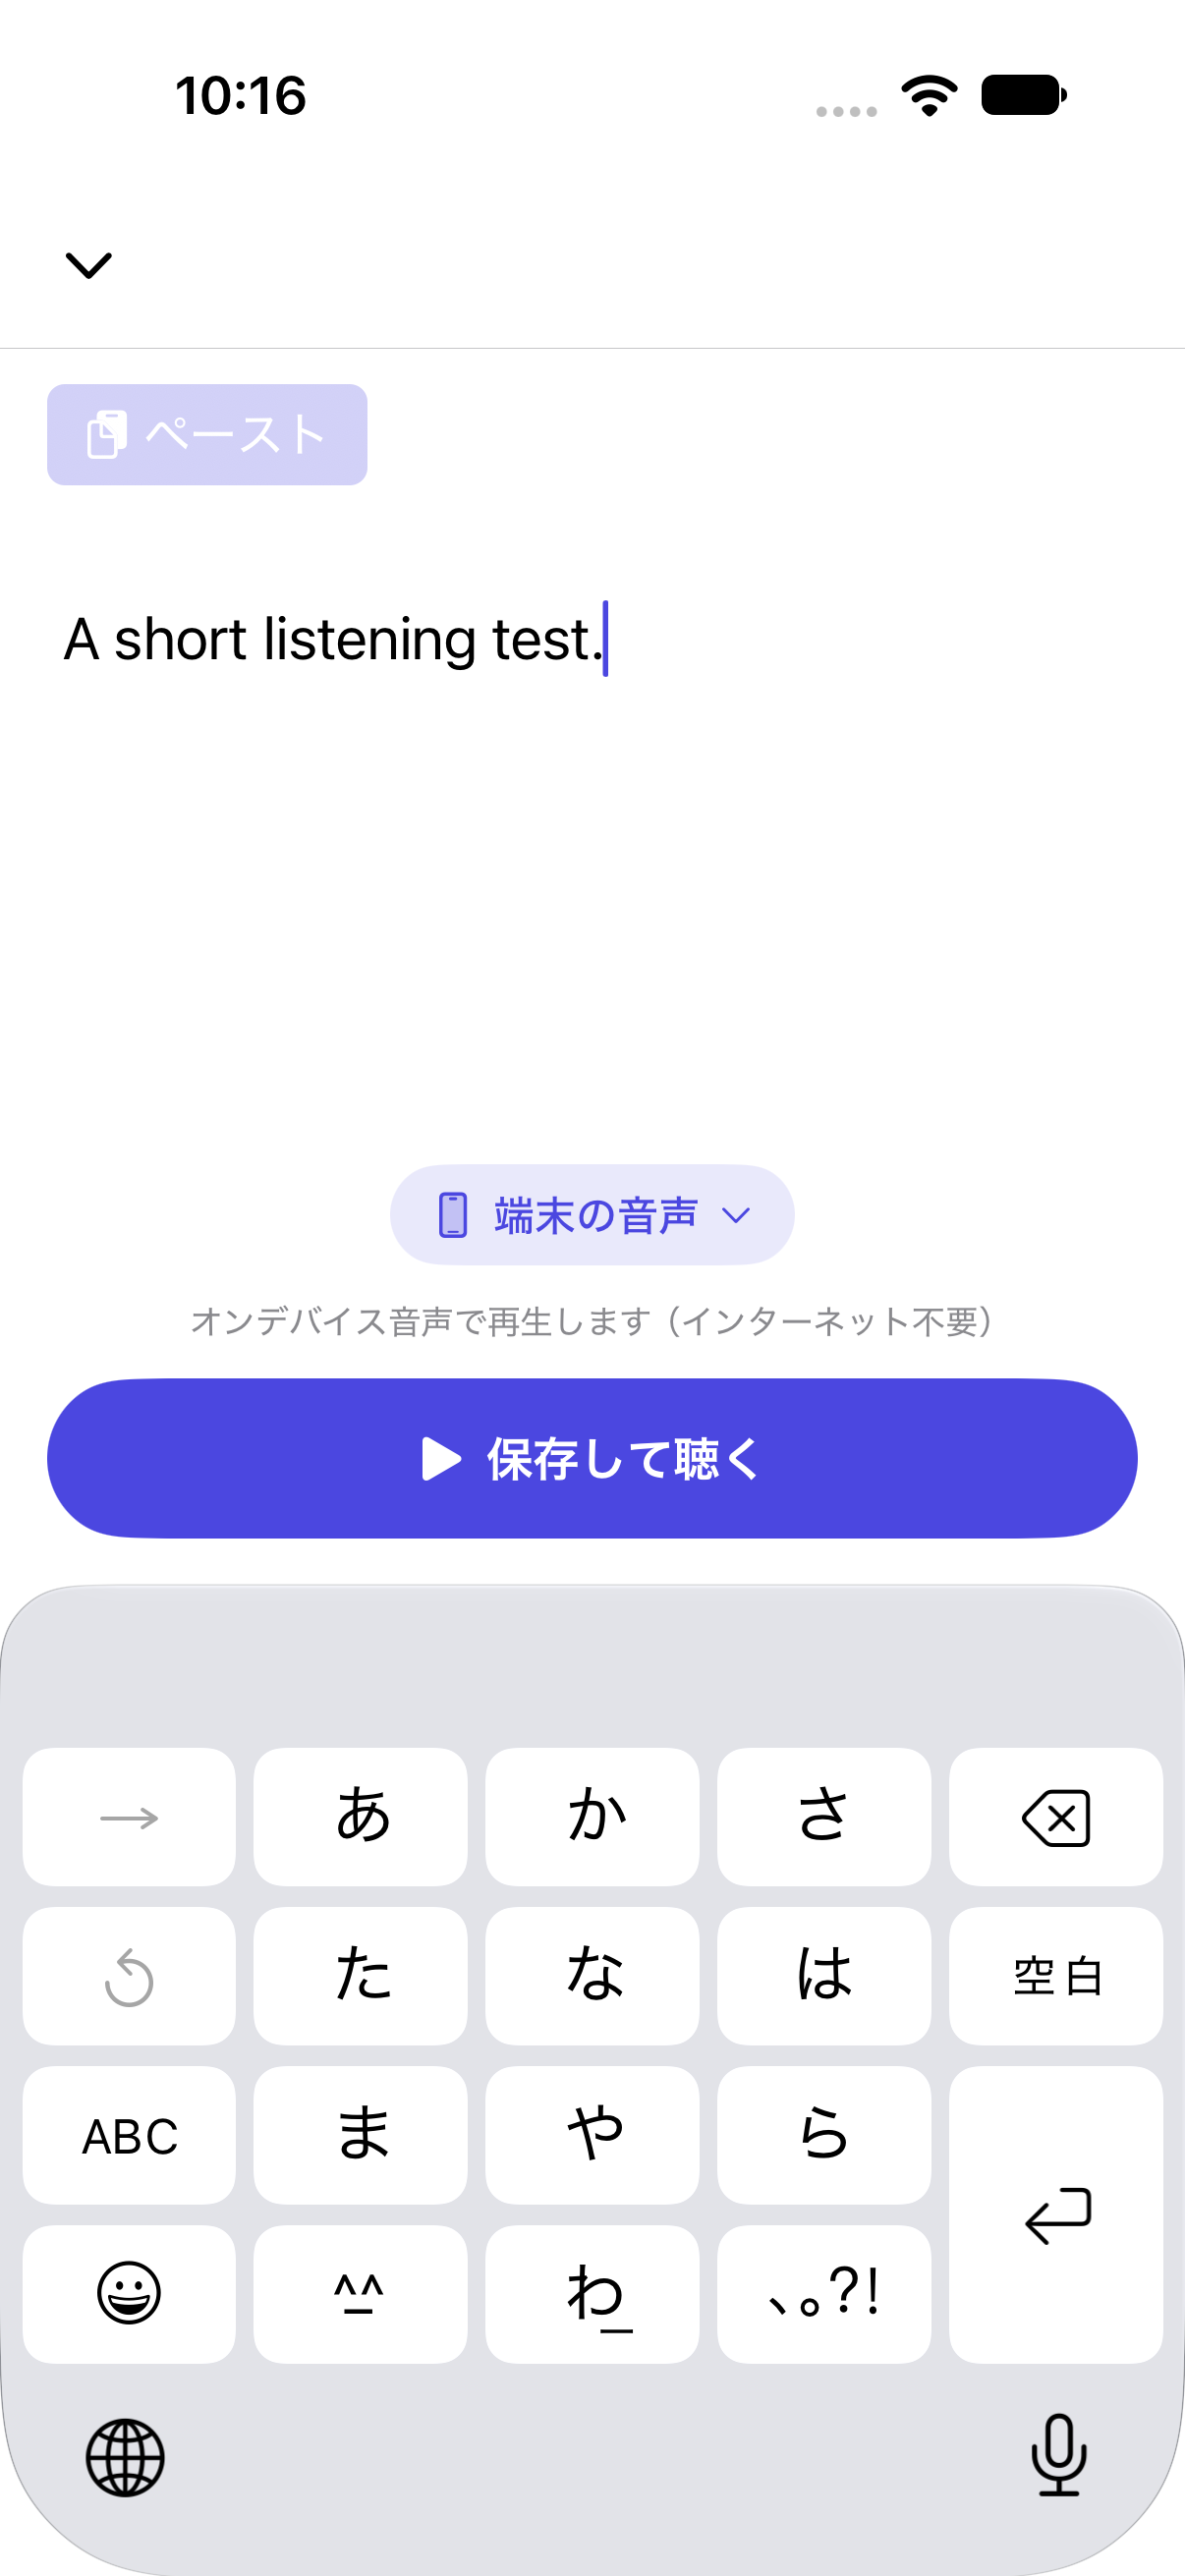 10:16
ペースト
A short listening test.
端末の音声
オンデバイス音声で再生します（インターネット不要）
保存して聴く
→ あ か さ
た な は 空白
ABC ま や ら
^_^ わ_ 、。?!